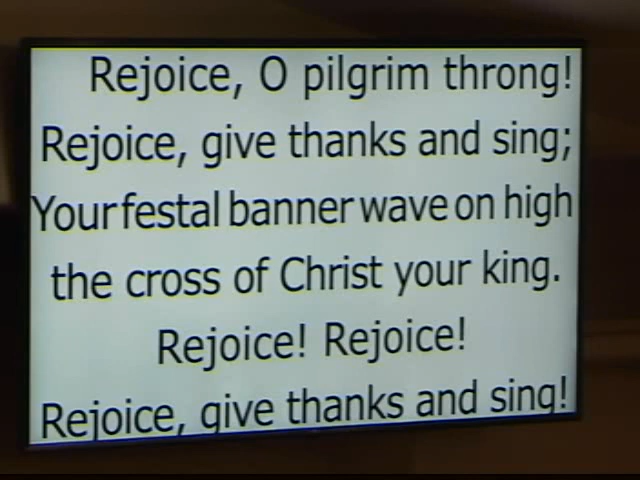 Rejoice, O pilgrim throng!
Rejoice, give thanks and sing;
Your festal banner wave on high
the cross of Christ your king.
Rejoice! Rejoice!
Rejoice, give thanks and sing!